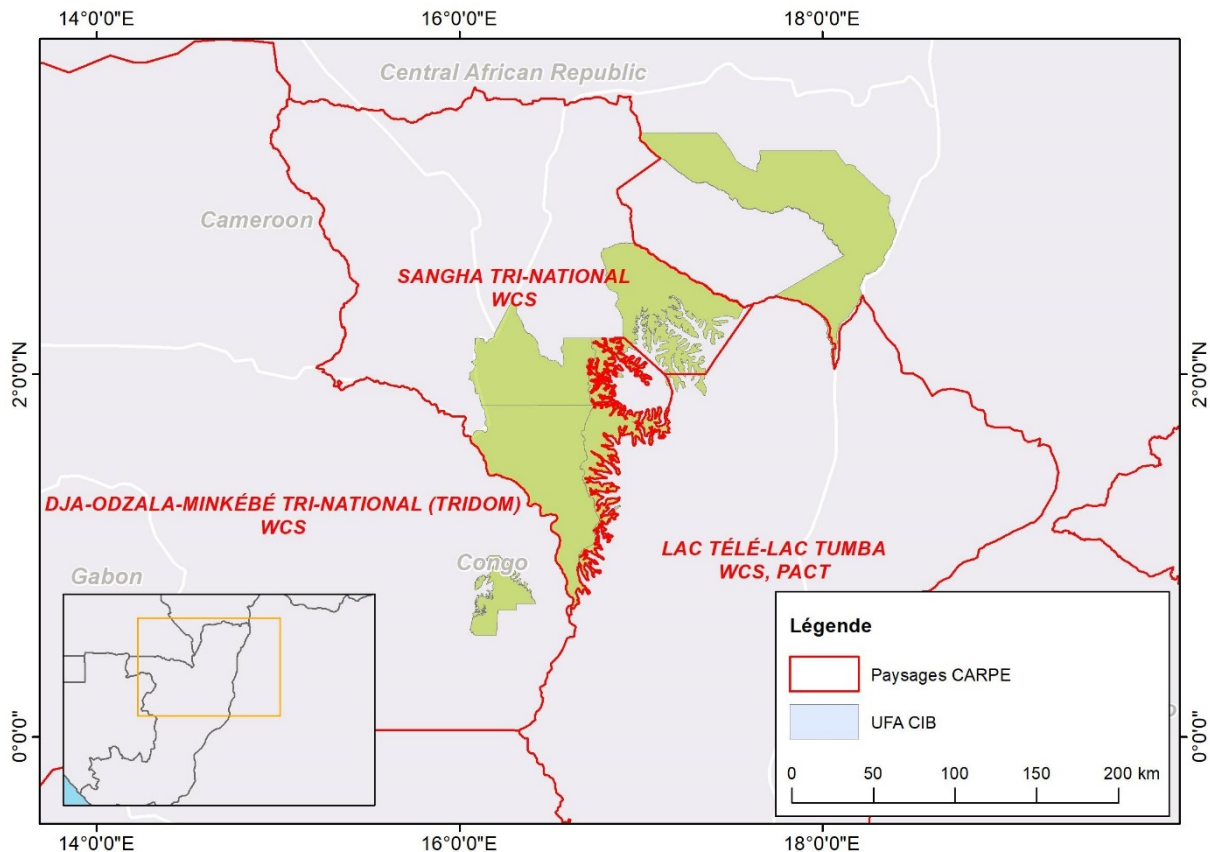 14°0'0"E 16°0'0"E 18°0'0"E
Central African Republic
Cameroon
SANGHA TRI-NATIONAL
WCS
2°0'0"N 2°0'0"N
DJA-ODZALA-MINKÉBÉ TRI-NATIONAL (TRIDOM)
WCS
LAC TÉLÉ-LAC TUMBA
WCS, PACT
Gabon
Congo
Légende
Paysages CARPE
UFA CIB
0 50 100 150 200 km
0°0'0" 0°0'0"
14°0'0"E 16°0'0"E 18°0'0"E